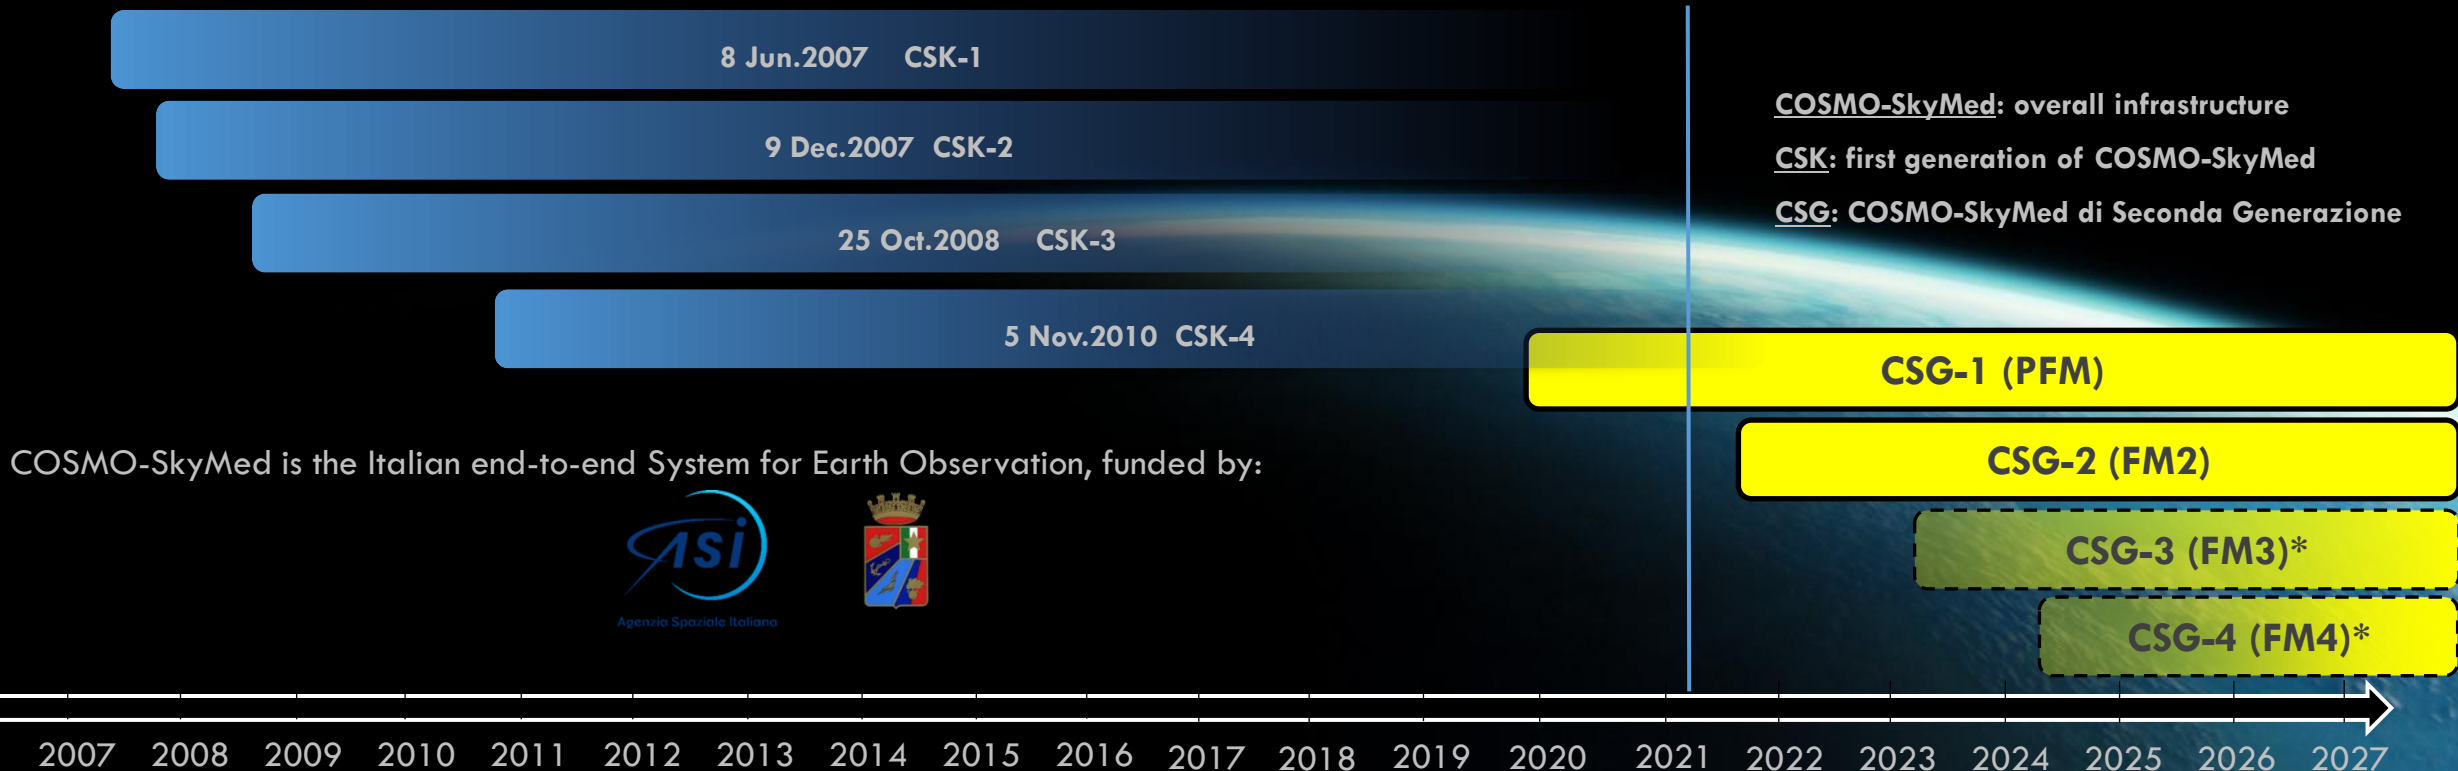 8 Jun.2007 CSK-1
9 Dec.2007 CSK-2
25 Oct.2008 CSK-3
5 Nov.2010 CSK-4
COSMO-SkyMed: overall infrastructure
CSK: first generation of COSMO-SkyMed
CSG: COSMO-SkyMed di Seconda Generazione
CSG-1 (PFM)
CSG-2 (FM2)
CSG-3 (FM3)*
CSG-4 (FM4)*
COSMO-SkyMed is the Italian end-to-end System for Earth Observation, funded by:
ASI
Agenzia Spaziale Italiana
2007 2008 2009 2010 2011 2012 2013 2014 2015 2016 2017 2018 2019 2020 2021 2022 2023 2024 2025 2026 2027